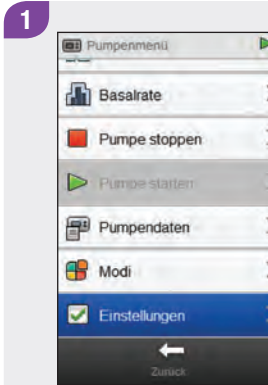 1
Pumpenmenü
Basalrate
Pumpe stoppen
Pumpe starten
Pumpendaten
Modi
Einstellungen
Zurück